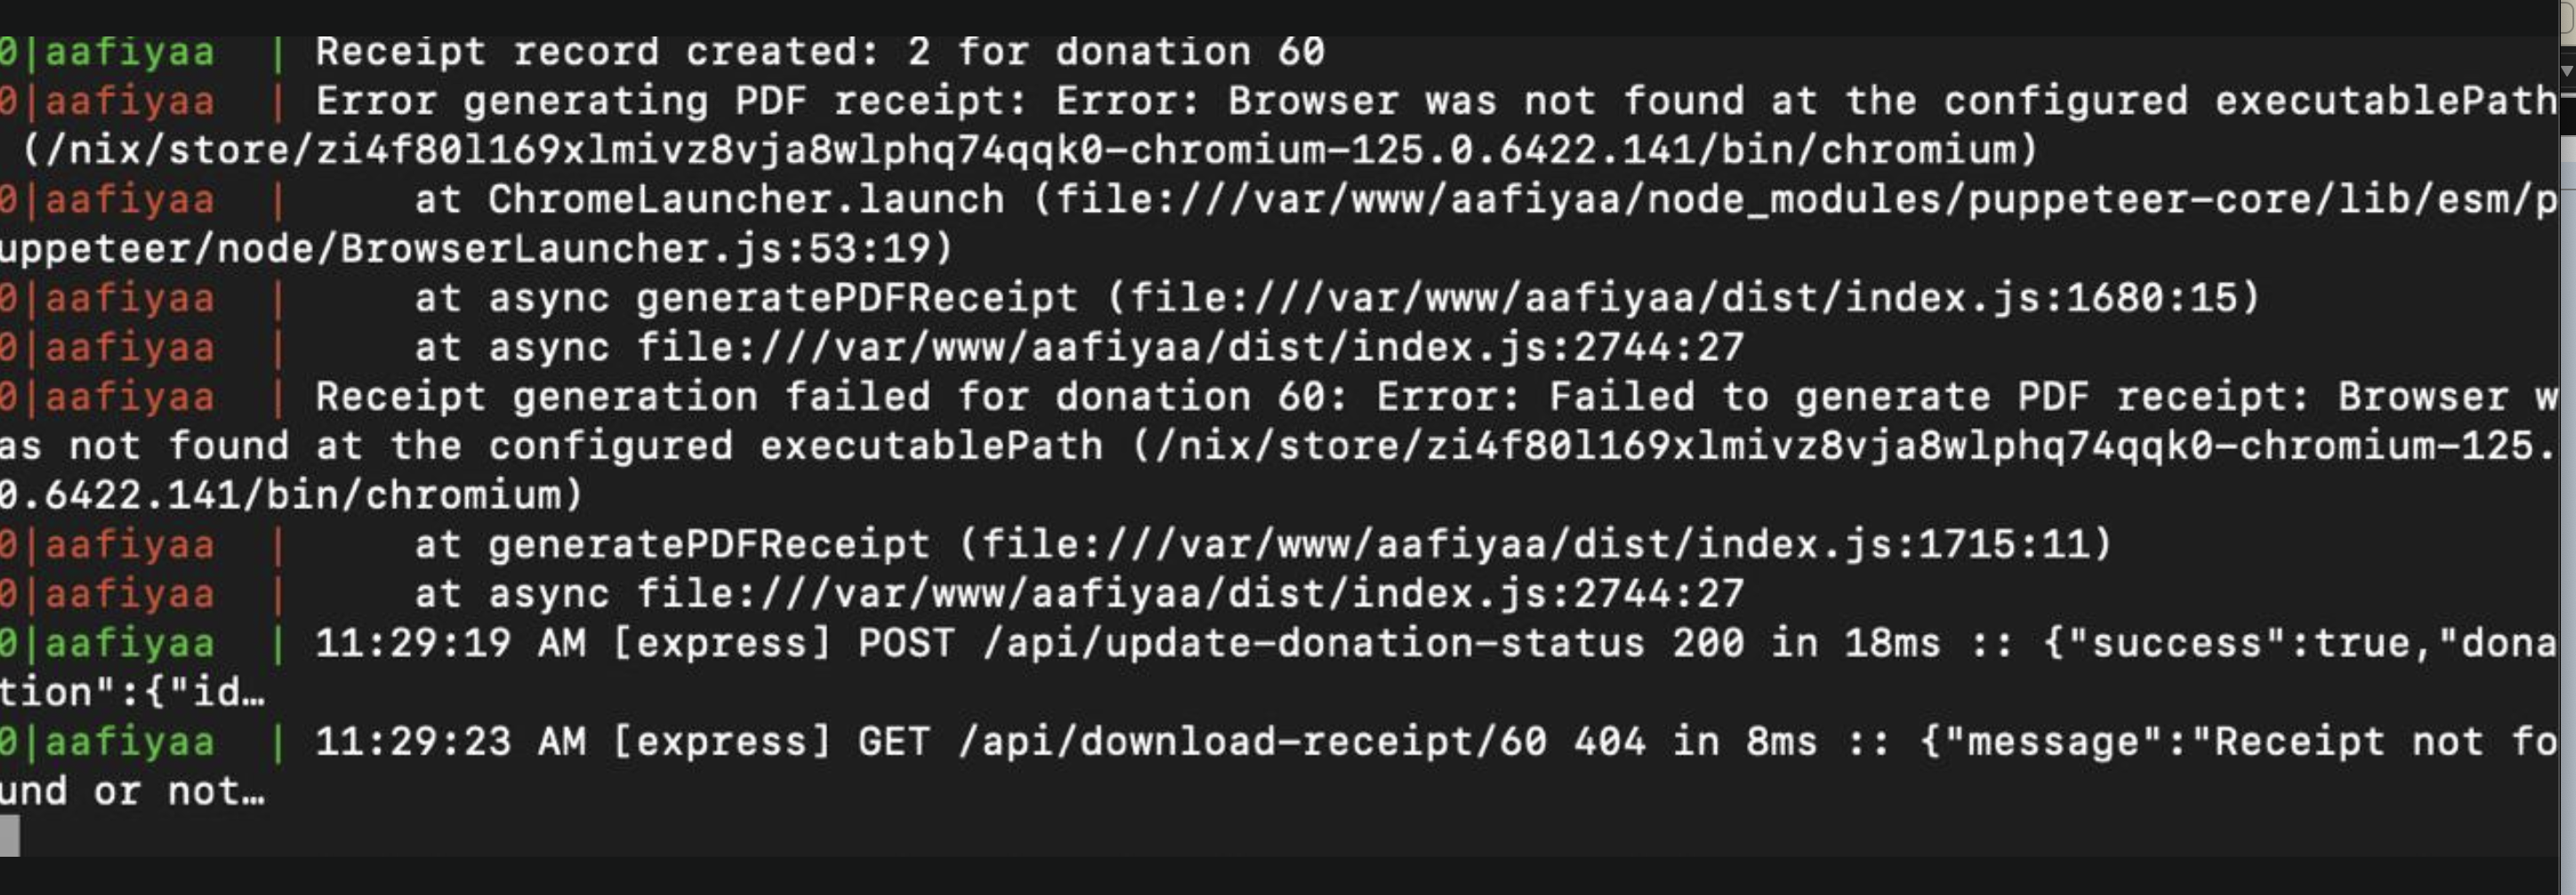 0|aafiyaa  | Receipt record created: 2 for donation 60
0|aafiyaa  | Error generating PDF receipt: Error: Browser was not found at the configured executablePath
(/nix/store/zi4f80l169xlmivz8vja8wlphq74qqk0-chromium-125.0.6422.141/bin/chromium)
0|aafiyaa  |     at ChromeLauncher.launch (file:///var/www/aafiyaa/node_modules/puppeteer-core/lib/esm/p
uppeteer/node/BrowserLauncher.js:53:19)
0|aafiyaa  |     at async generatePDFReceipt (file:///var/www/aafiyaa/dist/index.js:1680:15)
0|aafiyaa  |     at async file:///var/www/aafiyaa/dist/index.js:2744:27
0|aafiyaa  | Receipt generation failed for donation 60: Error: Failed to generate PDF receipt: Browser w
as not found at the configured executablePath (/nix/store/zi4f80l169xlmivz8vja8wlphq74qqk0-chromium-125.
0.6422.141/bin/chromium)
0|aafiyaa  |     at generatePDFReceipt (file:///var/www/aafiyaa/dist/index.js:1715:11)
0|aafiyaa  |     at async file:///var/www/aafiyaa/dist/index.js:2744:27
0|aafiyaa  | 11:29:19 AM [express] POST /api/update-donation-status 200 in 18ms :: {"success":true,"dona
tion":{"id…
0|aafiyaa  | 11:29:23 AM [express] GET /api/download-receipt/60 404 in 8ms :: {"message":"Receipt not fo
und or not…